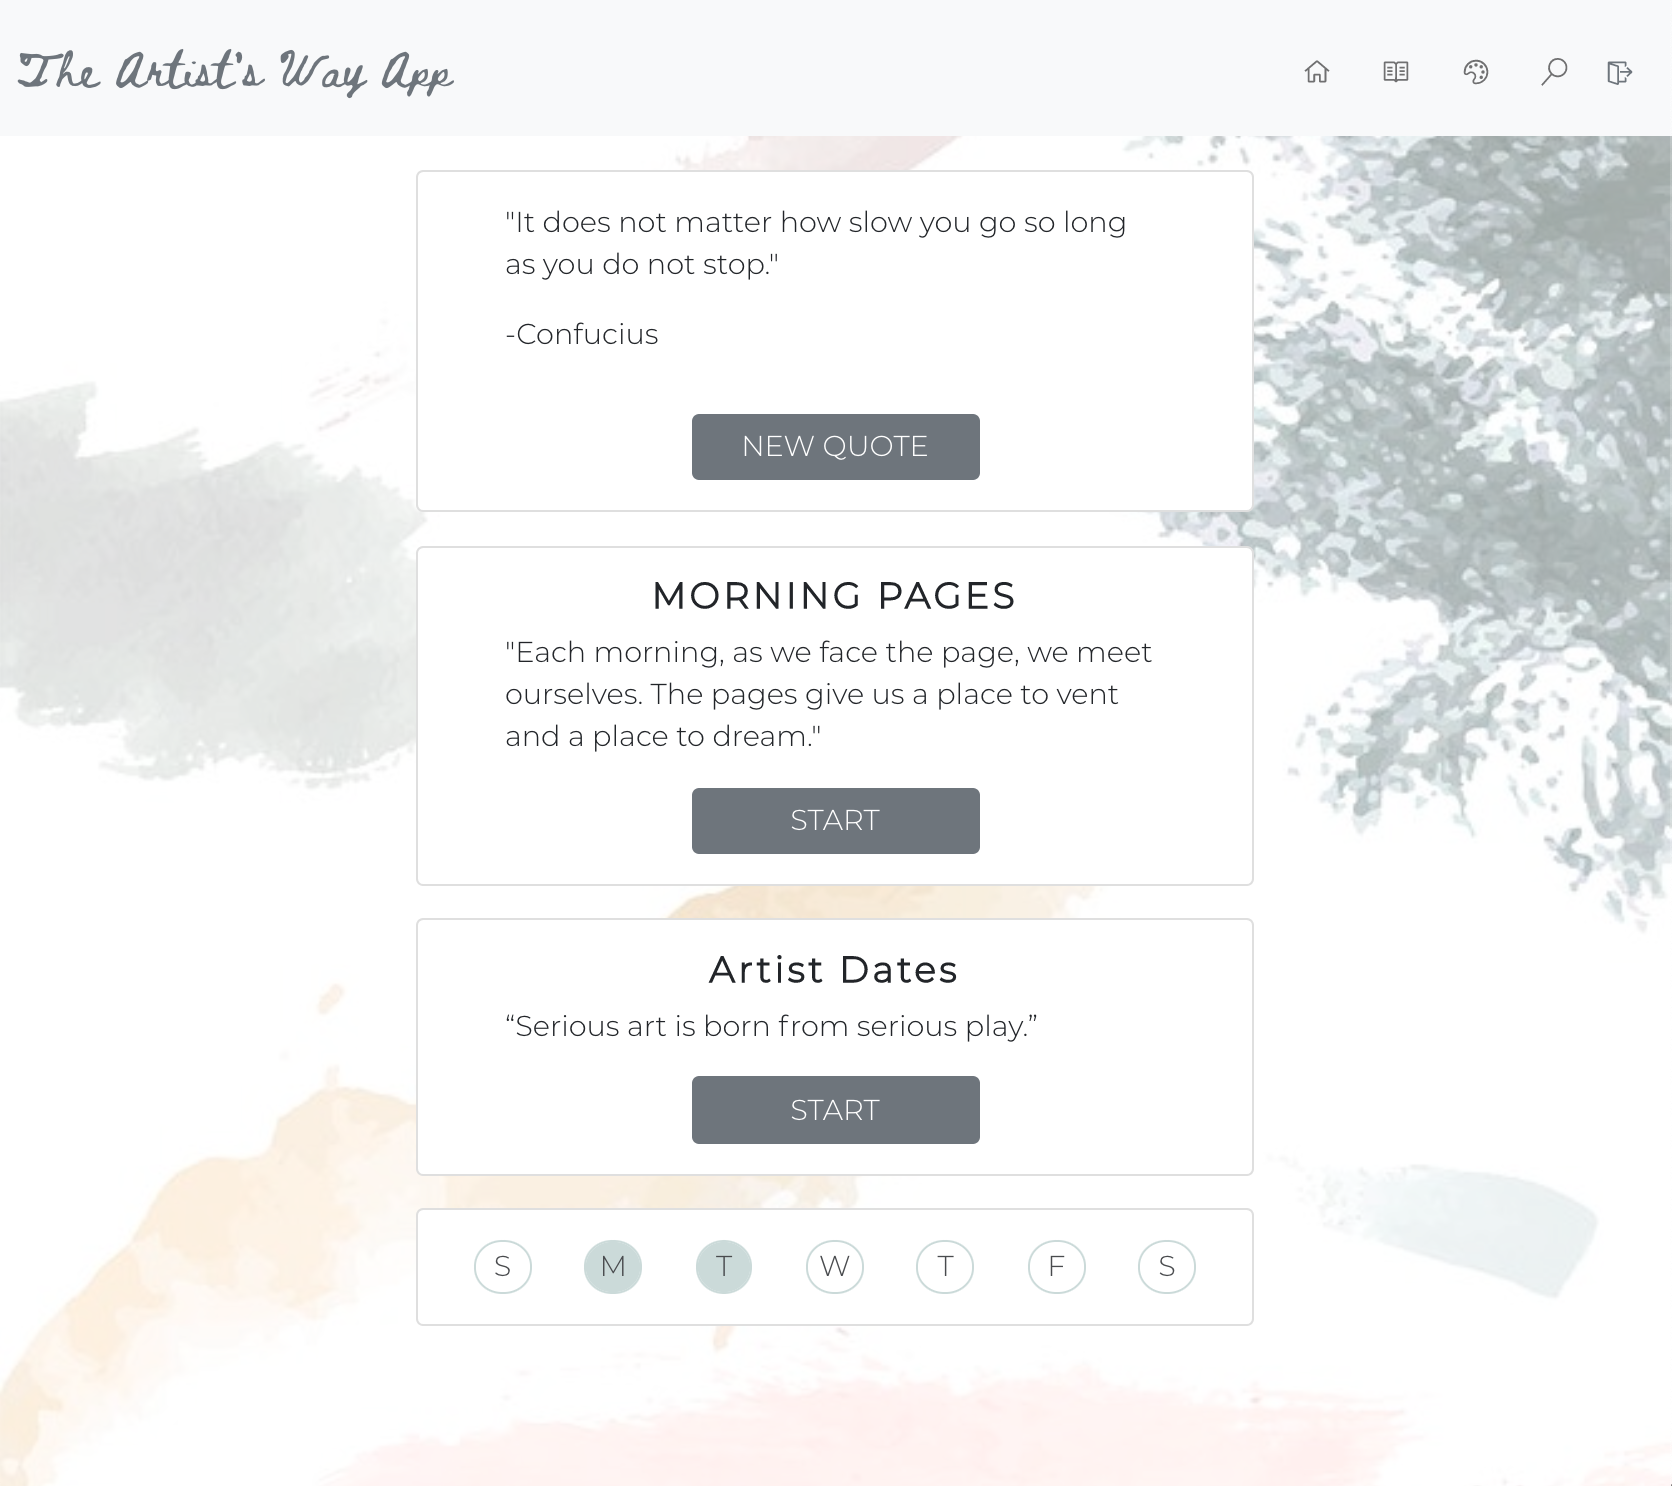 The Artist's Way App
"It does not matter how slow you go so long
as you do not stop."
-Confucius
NEW QUOTE
MORNING PAGES
"Each morning, as we face the page, we meet
ourselves. The pages give us a place to vent
and a place to dream."
START
Artist Dates
“Serious art is born from serious play.”
START
S M T W T F S